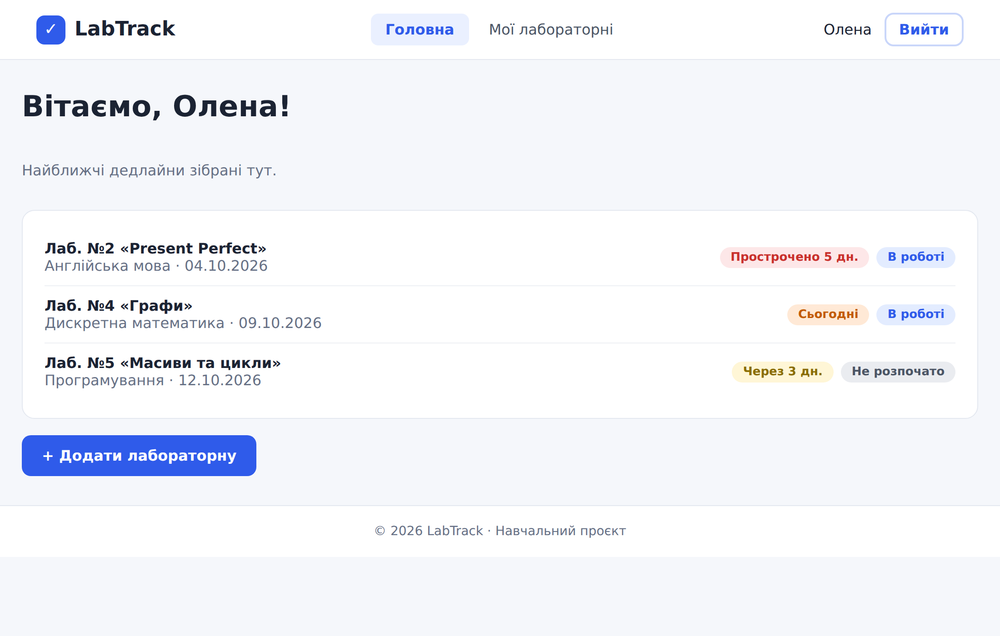 ✓ LabTrack
Головна
Мої лабораторні
Олена
Вийти
Вітаємо, Олена!
Найближчі дедлайни зібрані тут.
Лаб. №2 «Present Perfect»
Англійська мова · 04.10.2026
Прострочено 5 дн.
В роботі
Лаб. №4 «Графи»
Дискретна математика · 09.10.2026
Сьогодні
В роботі
Лаб. №5 «Масиви та цикли»
Програмування · 12.10.2026
Через 3 дн.
Не розпочато
+ Додати лабораторну
© 2026 LabTrack · Навчальний проєкт